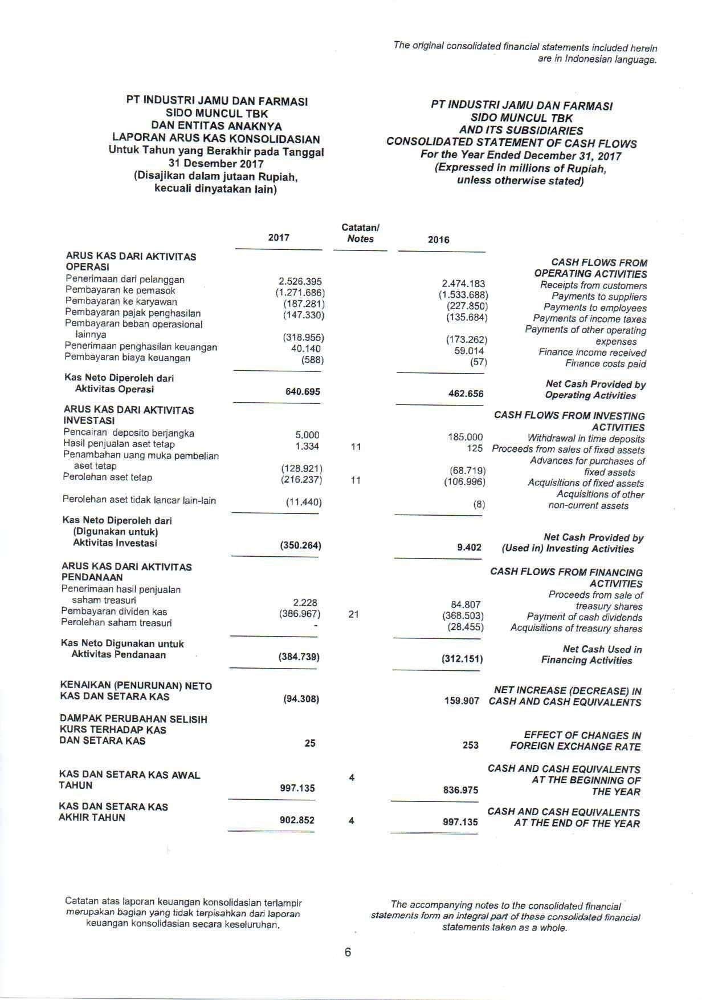 The original consolidated financial statements included herein
are in Indonesian language.
PT INDUSTRI JAMU DAN FARMASI
SIDO MUNCUL TBK
DAN ENTITAS ANAKNYA
LAPORAN ARUS KAS KONSOLIDASIAN
Untuk Tahun yang Berakhir pada Tanggal
31 Desember 2017
(Disajikan dalam jutaan Rupiah,
kecuali dinyatakan lain)
PT INDUSTRI JAMU DAN FARMASI
SIDO MUNCUL TBK
AND ITS SUBSIDIARIES
CONSOLIDATED STATEMENT OF CASH FLOWS
For the Year Ended December 31, 2017
(Expressed in millions of Rupiah,
unless otherwise stated)
2017 Catatan/ Notes 2016
ARUS KAS DARI AKTIVITAS CASH FLOWS FROM
OPERASI OPERATING ACTIVITIES
Penerimaan dari pelanggan 2.526.395 2.474.183 Receipts from customers
Pembayaran ke pemasok (1.271.686) (1.533.688) Payments to suppliers
Pembayaran ke karyawan (187.281) (227.850) Payments to employees
Pembayaran pajak penghasilan (147.330) (135.684) Payments of income taxes
Pembayaran beban operasional Payments of other operating
lainnya (318.955) (173.262) expenses
Penerimaan penghasilan keuangan 40.140 59.014 Finance income received
Pembayaran biaya keuangan (588) (57) Finance costs paid
Kas Neto Diperoleh dari Net Cash Provided by
Aktivitas Operasi 640.695 462.656 Operating Activities
ARUS KAS DARI AKTIVITAS CASH FLOWS FROM INVESTING
INVESTASI ACTIVITIES
Pencairan deposito berjangka 5.000 185.000 Withdrawal in time deposits
Hasil penjualan aset tetap 1.334 11 125 Proceeds from sales of fixed assets
Penambahan uang muka pembelian Advances for purchases of
aset tetap (128.921) (68.719) fixed assets
Perolehan aset tetap (216.237) 11 (106.996) Acquisitions of fixed assets
Acquisitions of other
Perolehan aset tidak lancar lain-lain (11.440) (8) non-current assets
Kas Neto Diperoleh dari
(Digunakan untuk) Net Cash Provided by
Aktivitas Investasi (350.264) 9.402 (Used in) Investing Activities
ARUS KAS DARI AKTIVITAS CASH FLOWS FROM FINANCING
PENDANAAN ACTIVITIES
Penerimaan hasil penjualan Proceeds from sale of
saham treasuri 2.228 84.807 treasury shares
Pembayaran dividen kas (386.967) 21 (368.503) Payment of cash dividends
Perolehan saham treasuri - (28.455) Acquisitions of treasury shares
Kas Neto Digunakan untuk Net Cash Used in
Aktivitas Pendanaan (384.739) (312.151) Financing Activities
KENAIKAN (PENURUNAN) NETO NET INCREASE (DECREASE) IN
KAS DAN SETARA KAS (94.308) 159.907 CASH AND CASH EQUIVALENTS
DAMPAK PERUBAHAN SELISIH
KURS TERHADAP KAS EFFECT OF CHANGES IN
DAN SETARA KAS 25 253 FOREIGN EXCHANGE RATE
CASH AND CASH EQUIVALENTS
KAS DAN SETARA KAS AWAL 4 AT THE BEGINNING OF
TAHUN 997.135 836.975 THE YEAR
KAS DAN SETARA KAS CASH AND CASH EQUIVALENTS
AKHIR TAHUN 902.852 4 997.135 AT THE END OF THE YEAR
Catatan atas laporan keuangan konsolidasian terlampir
merupakan bagian yang tidak terpisahkan dari laporan
keuangan konsolidasian secara keseluruhan.
The accompanying notes to the consolidated financial
statements form an integral part of these consolidated financial
statements taken as a whole.
6